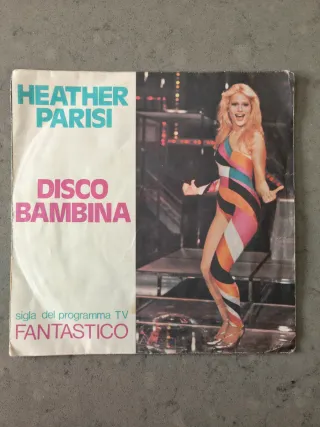 HEATHER
PARISI
DISCO
BAMBINA
sigla del programma TV
FANTASTICO